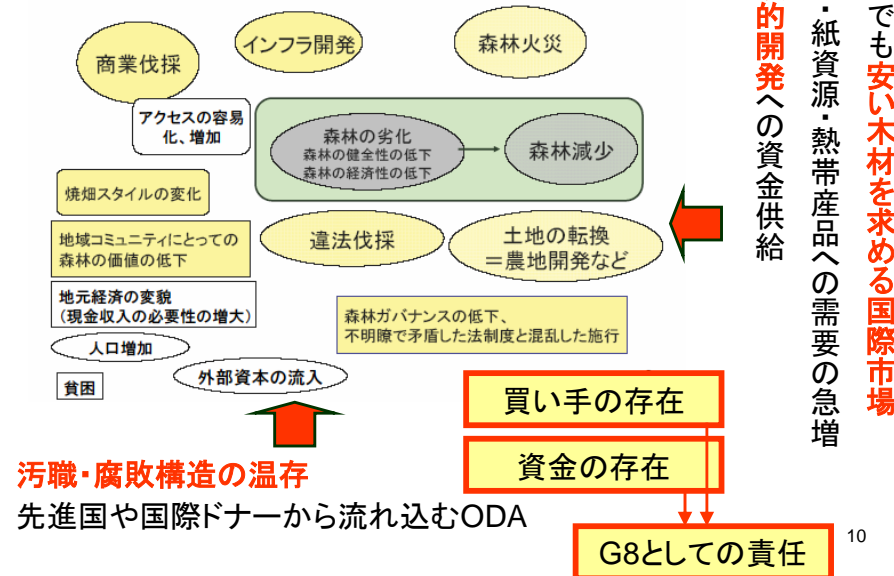 商業伐採
インフラ開発
森林火災
アクセスの容易
化、増加
森林の劣化
森林の健全性の低下
森林の経済性の低下
森林減少
焼畑スタイルの変化
地域コミュニティにとっての
森林の価値の低下
違法伐採
土地の転換
＝農地開発など
地元経済の変貌
（現金収入の必要性の増大）
森林ガバナンスの低下、
不明瞭で矛盾した法制度と混乱した施行
人口増加
貧困
外部資本の流入
でも安い木材を求める国際市場
・紙資源・熱帯産品への需要の急増
的開発への資金供給
買い手の存在
資金の存在
G8としての責任
汚職・腐敗構造の温存
先進国や国際ドナーから流れ込むODA
10